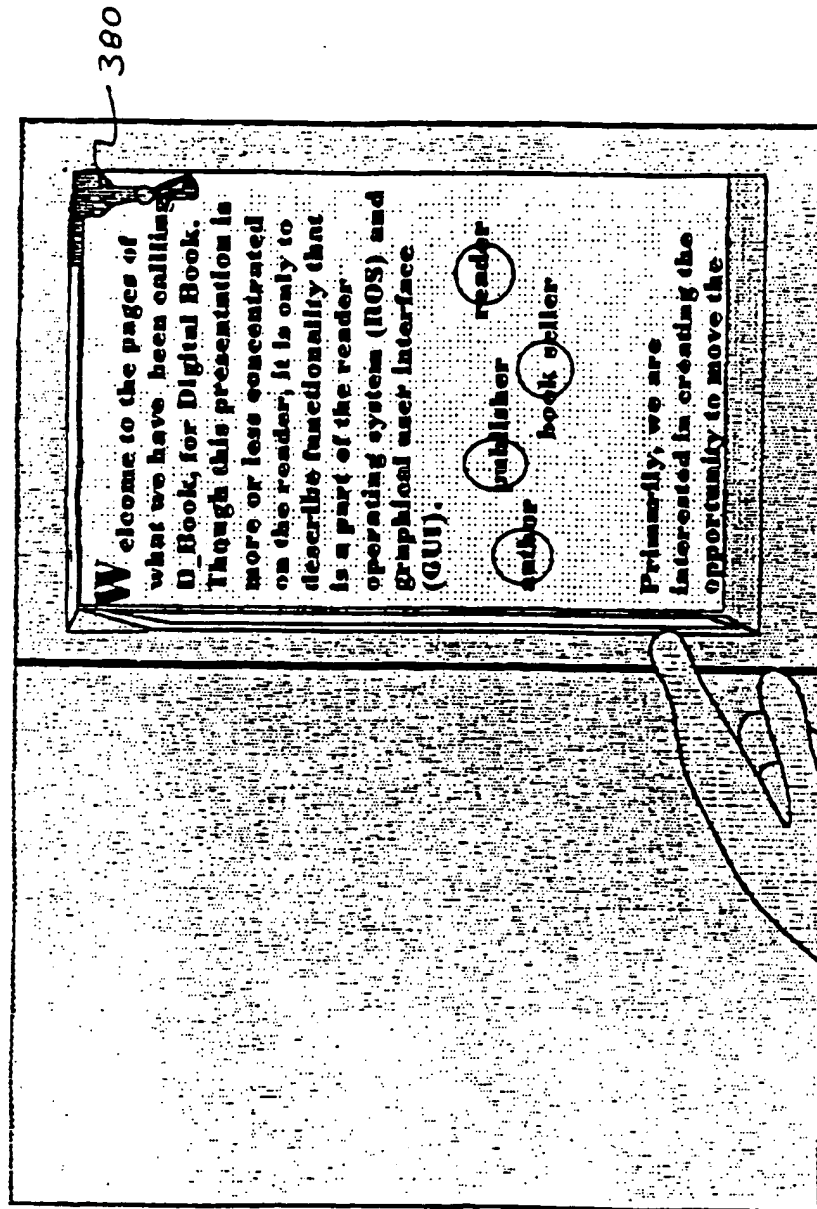 380
Welcome to the pages of
what we have been callling
D_Book, for Digital Book.
Though this presentation is
more or less concentrated
on the reader, it is only to
describe functionality that
is a part of the reader
operating system (ROS) and
graphical user interface
(GUI).
author publisher reader
book seller
Primarily, we are
interested in creating the
opportunity to move the